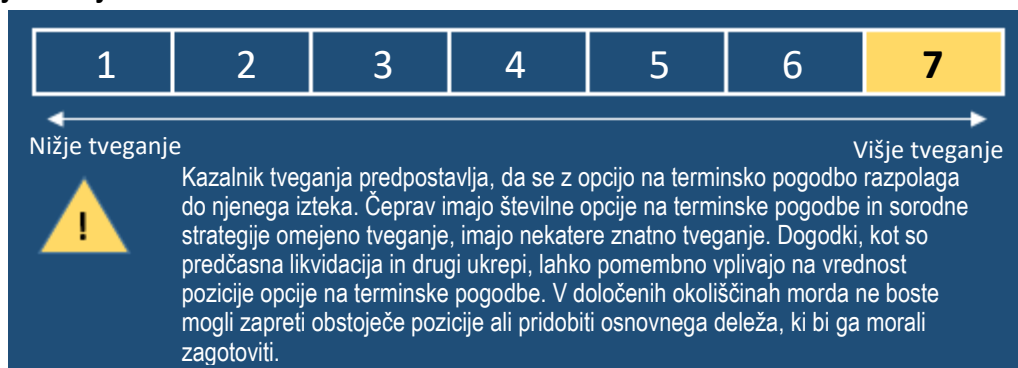 1 2 3 4 5 6 7
Nižje tveganje Višje tveganje
! Kazalnik tveganja predpostavlja, da se z opcijo na terminsko pogodbo razpolaga
do njenega izteka. Čeprav imajo številne opcije na terminske pogodbe in sorodne
strategije omejeno tveganje, imajo nekatere znatno tveganje. Dogodki, kot so
predčasna likvidacija in drugi ukrepi, lahko pomembno vplivajo na vrednost
pozicije opcije na terminske pogodbe. V določenih okoliščinah morda ne boste
mogli zapreti obstoječe pozicije ali pridobiti osnovnega deleža, ki bi ga morali
zagotoviti.